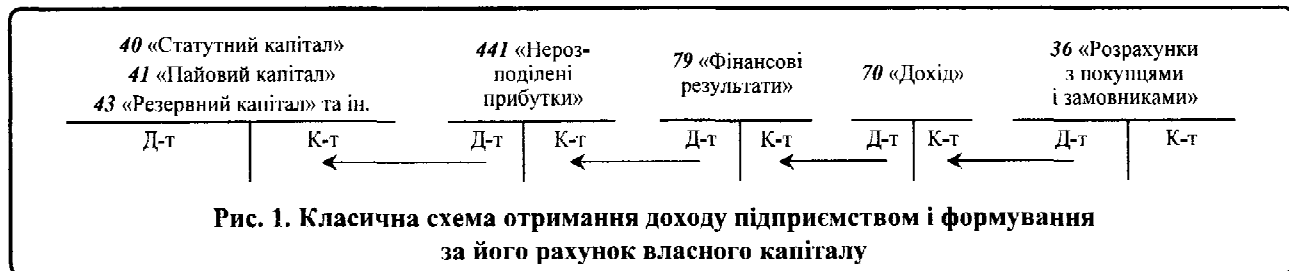 40 «Статутний капітал»
41 «Пайовий капітал»
43 «Резервний капітал» та ін.
Д-т К-т
441 «Нероз-
поділені
прибутки»
Д-т К-т
79 «Фінансові
результати»
Д-т К-т
70 «Дохід»
Д-т К-т
36 «Розрахунки
з покупцями
і замовниками»
Д-т К-т
Рис. 1. Класична схема отримання доходу підприємством і формування
за його рахунок власного капіталу